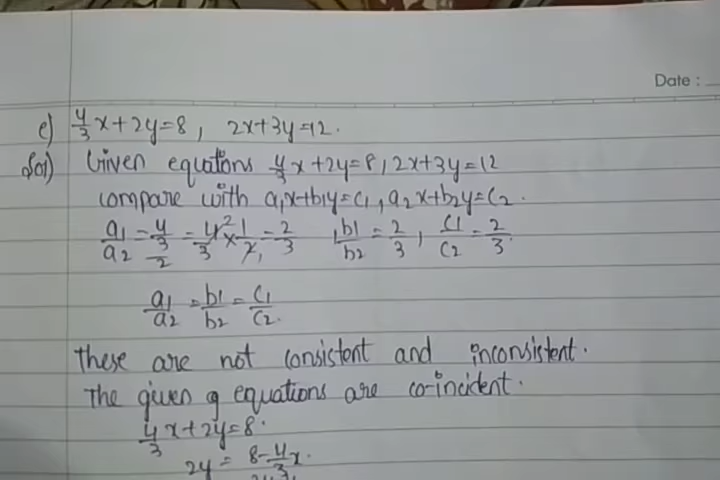 Date :
e) 4/3 x+2y=8, 2x+3y=12.
Sol) Given equations 4/3 x+2y=8, 2x+3y=12
compare with a1x+b1y=c1, a2x+b2y=c2.
a1/a2 = (4/3)/2 = 4/3 × 1/2 = 2/3, b1/b2 = 2/3, c1/c2 = 2/3.
a1/a2 = b1/b2 = c1/c2.
These are not consistent and inconsistent.
The given q equations are co-incident.
4/3 x+2y=8.
2y = 8-4/3 x.